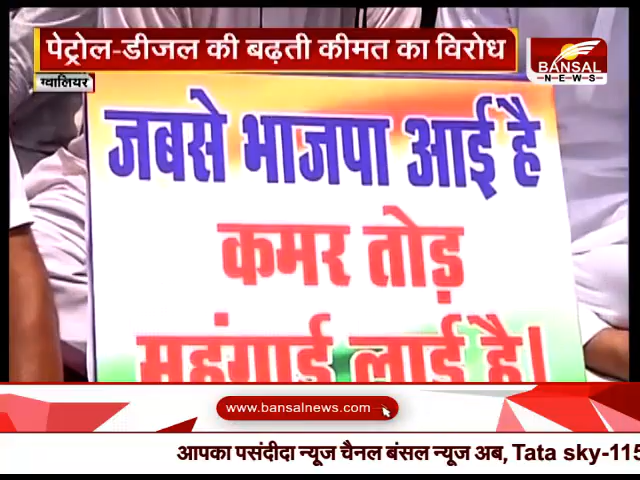 पेट्रोल-डीजल की बढ़ती कीमत का विरोध
BANSAL
NEWS
ग्वालियर
जबसे भाजपा आई है
कमर तोड़
महंगाई लाई है।
www.bansalnews.com
आपका पसंदीदा न्यूज चैनल बंसल न्यूज अब, Tata sky-115